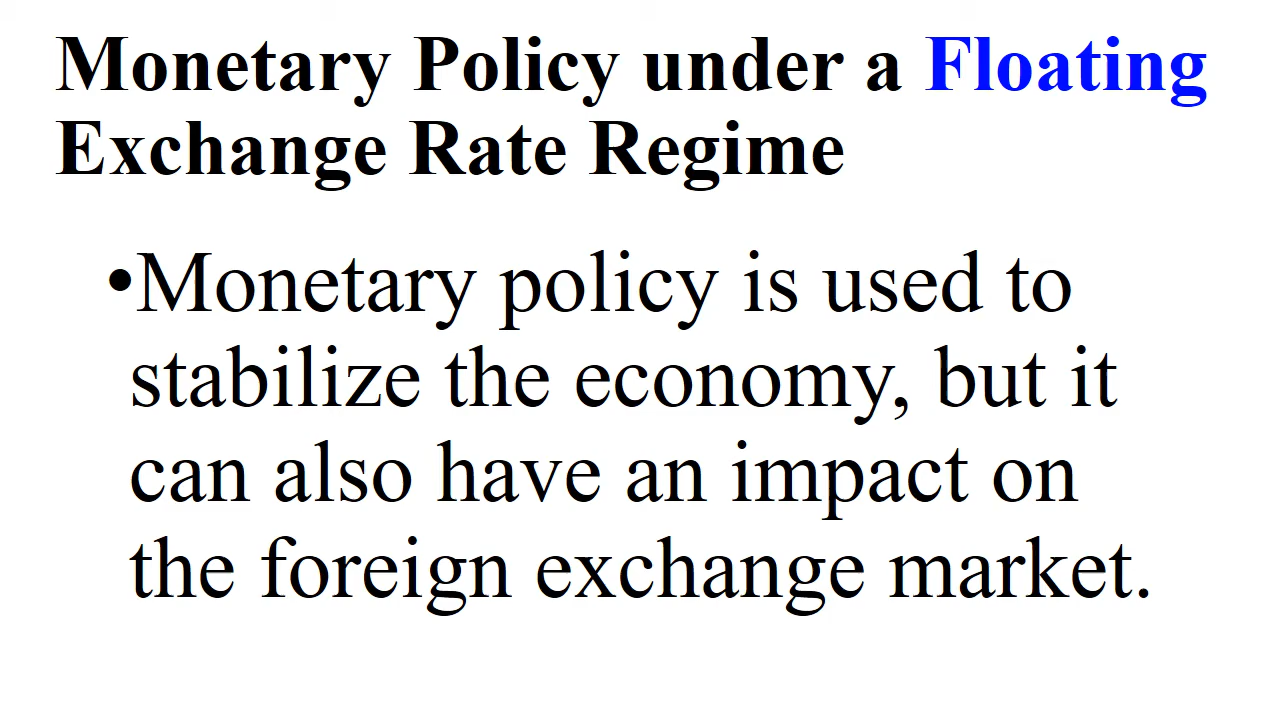 Monetary Policy under a Floating
Exchange Rate Regime
•Monetary policy is used to
stabilize the economy, but it
can also have an impact on
the foreign exchange market.